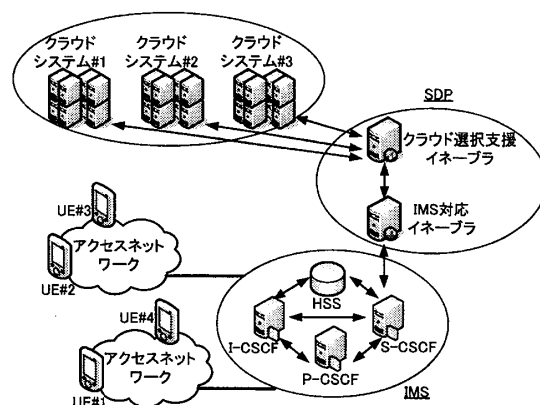 クラウド
システム#1
クラウド
システム#2
クラウド
システム#3
SDP
クラウド選択支援
イネーブラ
IMS対応
イネーブラ
UE#3
アクセスネット
ワーク
UE#2
UE#4
アクセスネット
ワーク
UE#1
HSS
I-CSCF
S-CSCF
P-CSCF
IMS